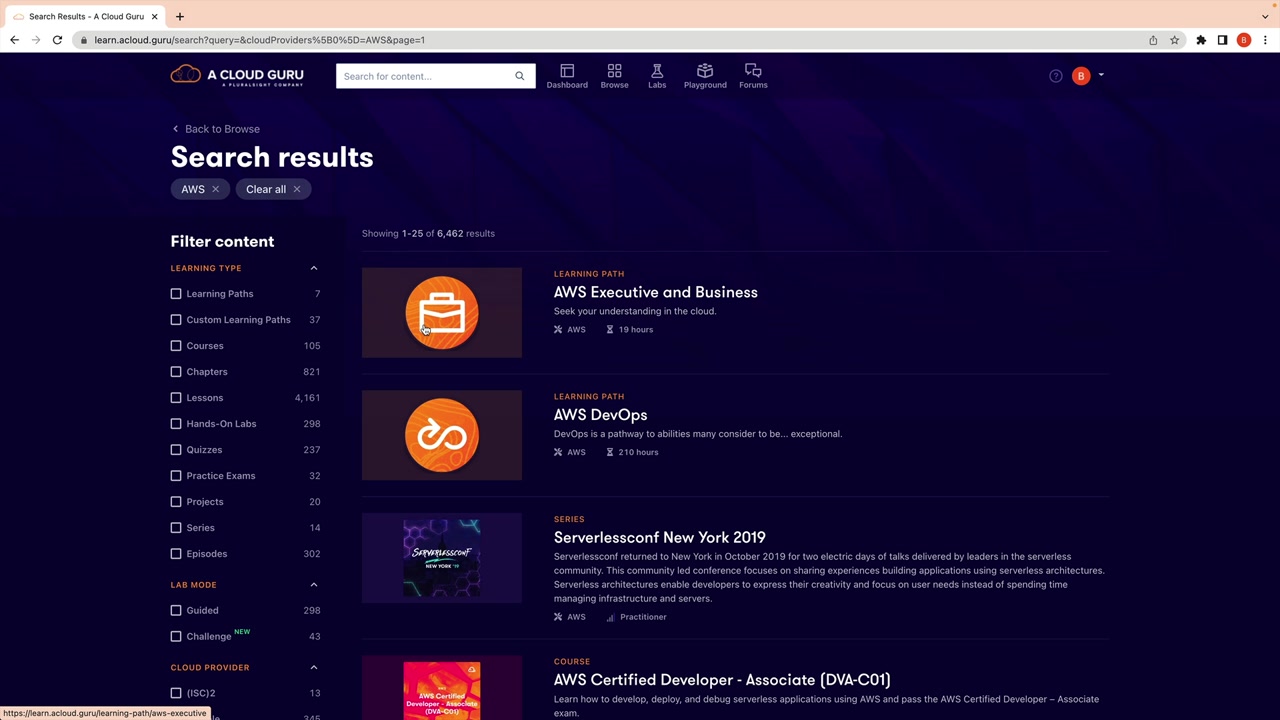 Search Results - A Cloud Guru
learn.acloud.guru/search?query=&cloudProviders%5B0%5D=AWS&page=1
B
A CLOUD GURU
A PLURALSIGHT COMPANY
Search for content...
Dashboard
Browse
Labs
Playground
Forums
B
Back to Browse
Search results
AWS
Clear all
Filter content
LEARNING TYPE
Learning Paths 7
Custom Learning Paths 37
Courses 105
Chapters 821
Lessons 4,161
Hands-On Labs 298
Quizzes 237
Practice Exams 32
Projects 20
Series 14
Episodes 302
LAB MODE
Guided 298
Challenge NEW 43
CLOUD PROVIDER
(ISC)2 13
345
Showing 1-25 of 6,462 results
LEARNING PATH
AWS Executive and Business
Seek your understanding in the cloud.
AWS 19 hours
LEARNING PATH
AWS DevOps
DevOps is a pathway to abilities many consider to be... exceptional.
AWS 210 hours
SERVERLESSCONF
NEW YORK '19
SERIES
Serverlessconf New York 2019
Serverlessconf returned to New York in October 2019 for two electric days of talks delivered by leaders in the serverless
community. This community led conference focuses on sharing experiences building applications using serverless architectures.
Serverless architectures enable developers to express their creativity and focus on user needs instead of spending time
managing infrastructure and servers.
AWS Practitioner
AWS Certified
Developer -
Associate
(DVA-C01)
COURSE
AWS Certified Developer - Associate (DVA-C01)
Learn how to develop, deploy, and debug serverless applications using AWS and pass the AWS Certified Developer – Associate
exam.
https://learn.acloud.guru/learning-path/aws-executive